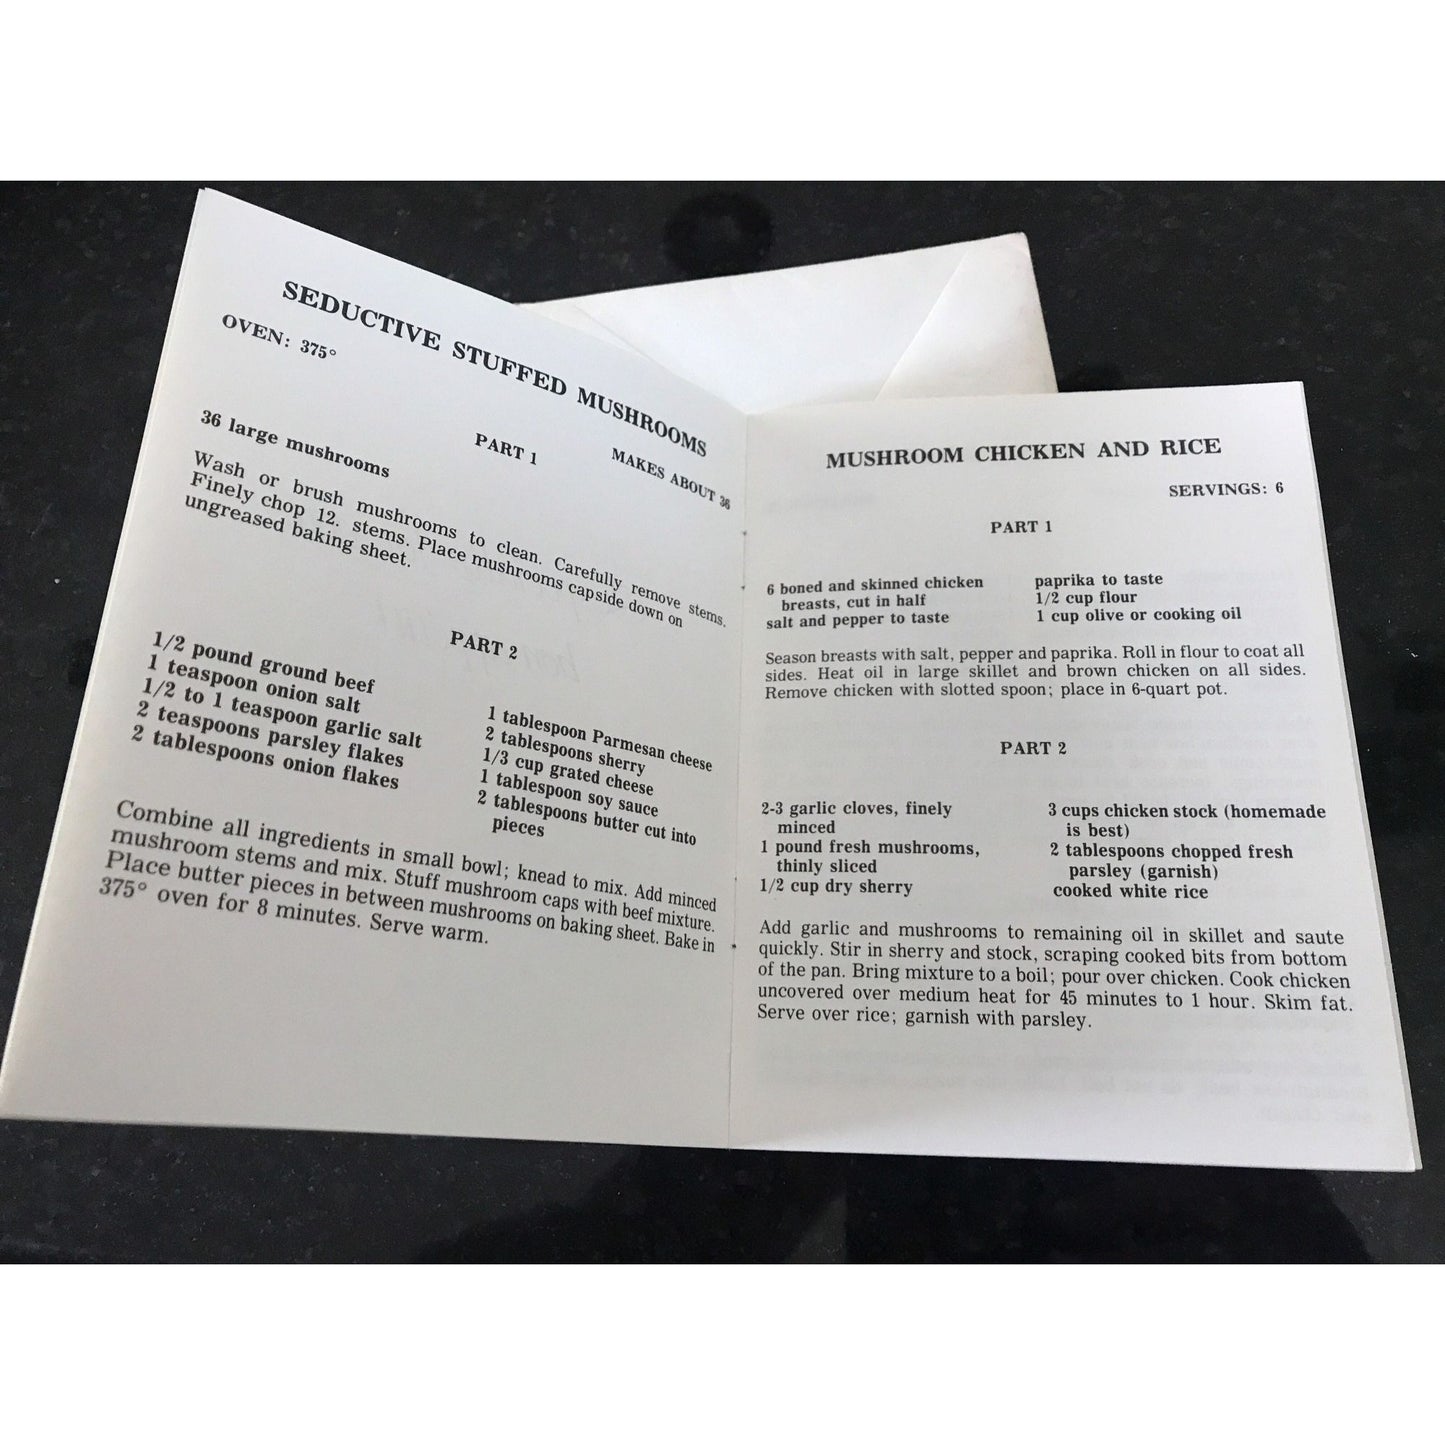 SEDUCTIVE STUFFED MUSHROOMS
OVEN: 375°
MAKES ABOUT 36
PART 1
36 large mushrooms
Wash or brush mushrooms to clean. Carefully remove stems.
Finely chop 12. stems. Place mushrooms capside down on
ungreased baking sheet.
PART 2
1/2 pound ground beef
1 teaspoon onion salt
1/2 to 1 teaspoon garlic salt
2 teaspoons parsley flakes
2 tablespoons onion flakes
1 tablespoon Parmesan cheese
2 tablespoons sherry
1/3 cup grated cheese
1 tablespoon soy sauce
2 tablespoons butter cut into
pieces
Combine all ingredients in small bowl; knead to mix. Add minced
mushroom stems and mix. Stuff mushroom caps with beef mixture.
Place butter pieces in between mushrooms on baking sheet. Bake in
375° oven for 8 minutes. Serve warm.
MUSHROOM CHICKEN AND RICE
SERVINGS: 6
PART 1
6 boned and skinned chicken
breasts, cut in half
salt and pepper to taste
paprika to taste
1/2 cup flour
1 cup olive or cooking oil
Season breasts with salt, pepper and paprika. Roll in flour to coat all
sides. Heat oil in large skillet and brown chicken on all sides.
Remove chicken with slotted spoon; place in 6-quart pot.
PART 2
2-3 garlic cloves, finely
minced
1 pound fresh mushrooms,
thinly sliced
1/2 cup dry sherry
3 cups chicken stock (homemade
is best)
2 tablespoons chopped fresh
parsley (garnish)
cooked white rice
Add garlic and mushrooms to remaining oil in skillet and saute
quickly. Stir in sherry and stock, scraping cooked bits from bottom
of the pan. Bring mixture to a boil; pour over chicken. Cook chicken
uncovered over medium heat for 45 minutes to 1 hour. Skim fat.
Serve over rice; garnish with parsley.